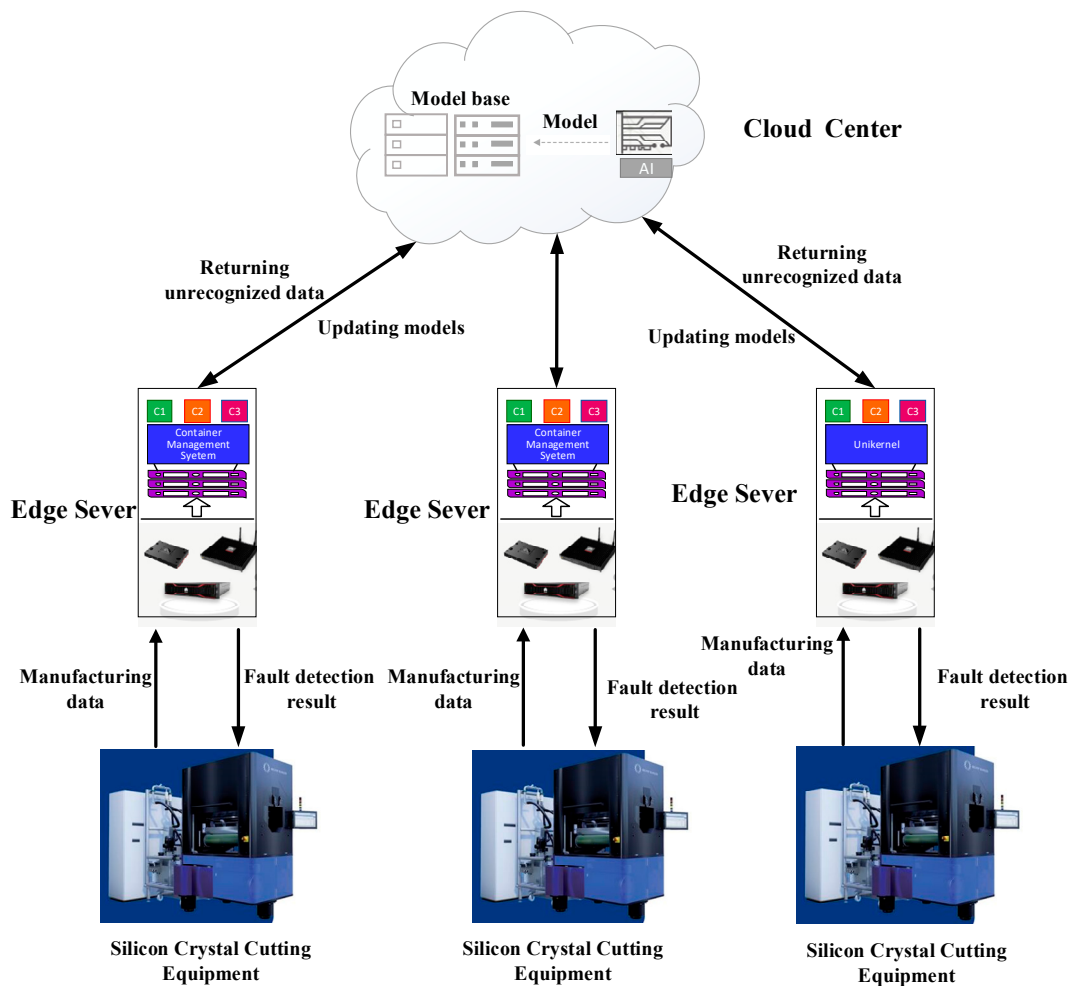 Model base
Model
Cloud Center
AI
Returning
unrecognized data
Updating models
Returning
unrecognized data
Updating models
C1 C2 C3
Container
Management
Syetem
Edge Sever
C1 C2 C3
Container
Management
Syetem
Edge Sever
C1 C2 C3
Unikernel
Edge Sever
Manufacturing
data
Fault detection
result
Manufacturing
data
Fault detection
result
Manufacturing
data
Fault detection
result
Silicon Crystal Cutting
Equipment
Silicon Crystal Cutting
Equipment
Silicon Crystal Cutting
Equipment